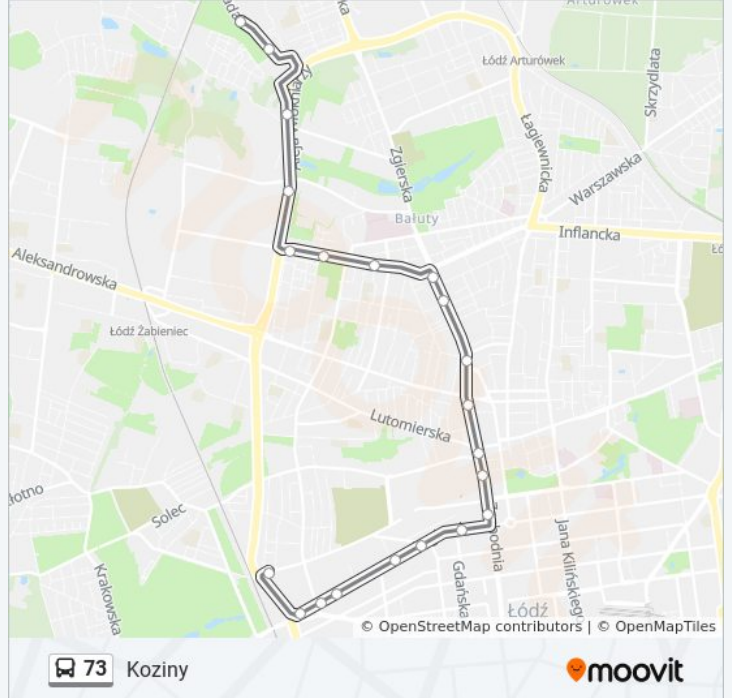 Arturówek
Łódź Arturówek
Skrzydlata
Łagiewnicka
Zgierska
Warszawska
Bałuty
Inflancka
Aleksandrowska
Łódź Żabieniec
Lutomierska
Solec
Krakowska
Gdańska
Jana Kilińskiego
Łódź
© OpenStreetMap contributors | © OpenMapTiles
73 Koziny
moovit